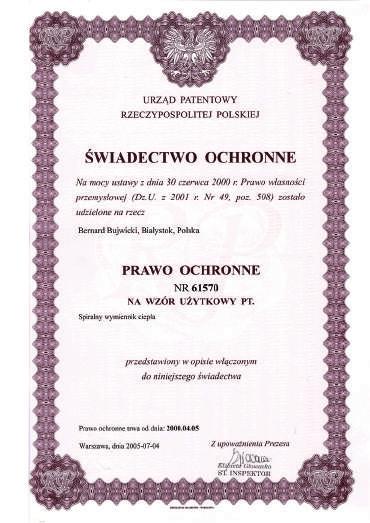 URZĄD PATENTOWY
RZECZYPOSPOLITEJ POLSKIEJ
ŚWIADECTWO OCHRONNE
Na mocy ustawy z dnia 30 czerwca 2000 r. Prawo własności
przemysłowej (Dz.U. z 2001 r. Nr 49, poz. 508) zostało
udzielone na rzecz
Bernard Bujwicki, Białystok, Polska
PRAWO OCHRONNE
NR 61570
NA WZÓR UŻYTKOWY PT.
Spiralny wymiennik ciepła
przedstawiony w opisie włączonym
do niniejszego świadectwa
Prawo ochronne trwa od dnia: 2000.04.05
Warszawa, dnia 2005-07-04
Z upoważnienia Prezesa
Elżbieta Głowacka
ST. INSPEKTOR